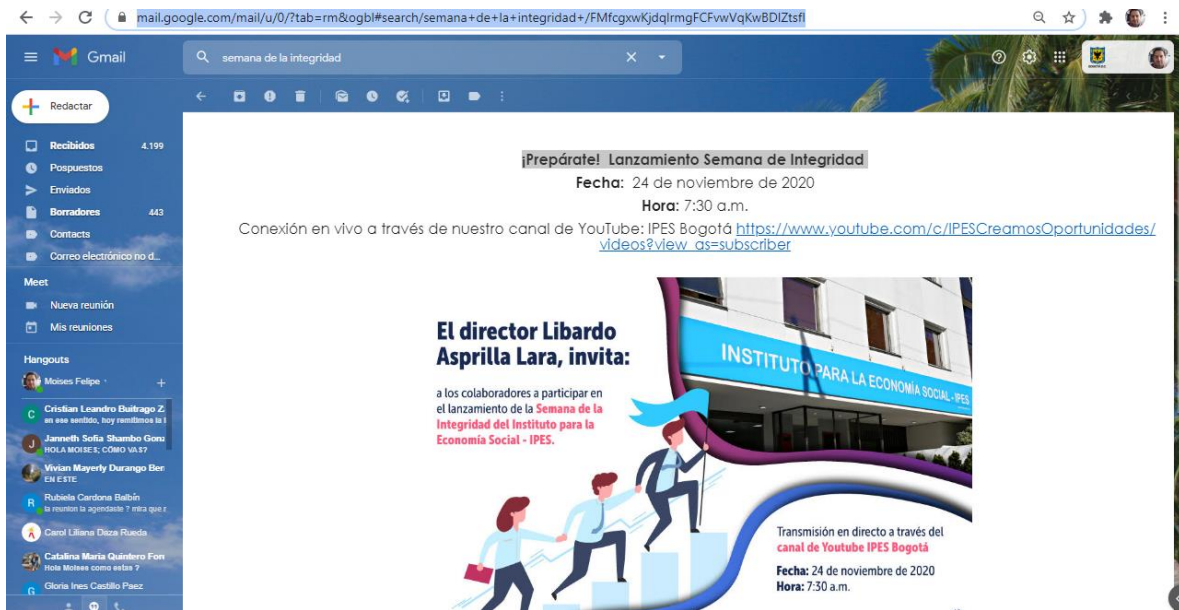 mail.google.com/mail/u/0/?tab=rm&ogbl#search/semana+de+la+integridad+/FMfcgxwKjdqlrmgFCFvwVqKwBDlZtsfl
Gmail
semana de la integridad
Redactar
Recibidos 4.199
Pospuestos
Enviados
Borradores 443
Contacts
Correo electrónico no d...
Meet
Nueva reunión
Mis reuniones
Hangouts
Moises Felipe
Cristian Leandro Buitrago Z
en ese sentido, hoy remitimos la
Janneth Sofia Shambo Gonz
HOLA MOISES; CÓMO VAS?
Vivian Mayerly Durango Ben
EN ESTE
Rubiela Cardona Balbín
la reunion la agendaste ? mira que
Carol Liliana Daza Rueda
Catalina Maria Quintero Fon
Hola Moises como estas ?
Gloria Ines Castillo Paez
¡Prepárate! Lanzamiento Semana de Integridad
Fecha: 24 de noviembre de 2020
Hora: 7:30 a.m.
Conexión en vivo a través de nuestro canal de YouTube: IPES Bogotá https://www.youtube.com/c/IPESCreamosOportunidades/
videos?view_as=subscriber
El director Libardo
Asprilla Lara, invita:
a los colaboradores a participar en
el lanzamiento de la Semana de la
Integridad del Instituto para la
Economía Social - IPES.
INSTITUTO PARA LA ECONOMÍA SOCIAL - IPES
Transmisión en directo a través del
canal de Youtube IPES Bogotá
Fecha: 24 de noviembre de 2020
Hora: 7:30 a.m.